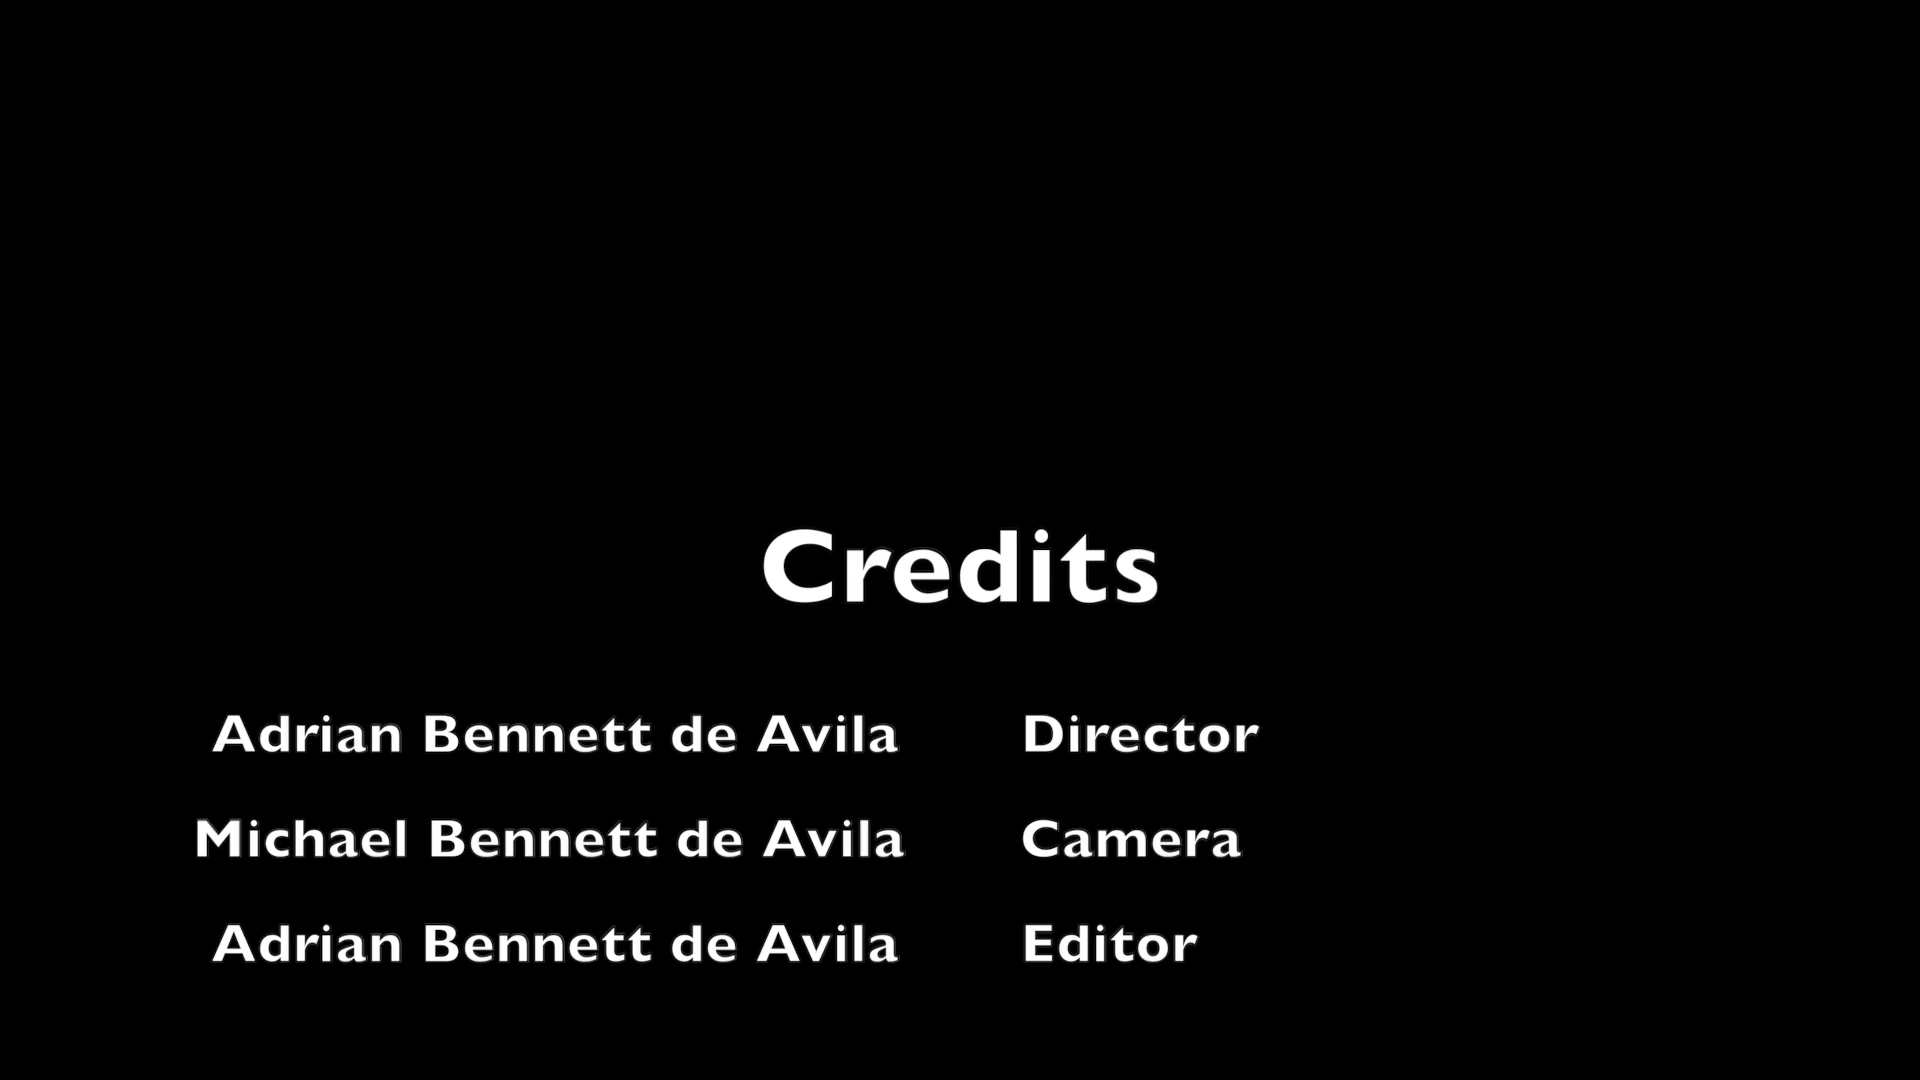 Credits
Adrian Bennett de Avila Director
Michael Bennett de Avila Camera
Adrian Bennett de Avila Editor